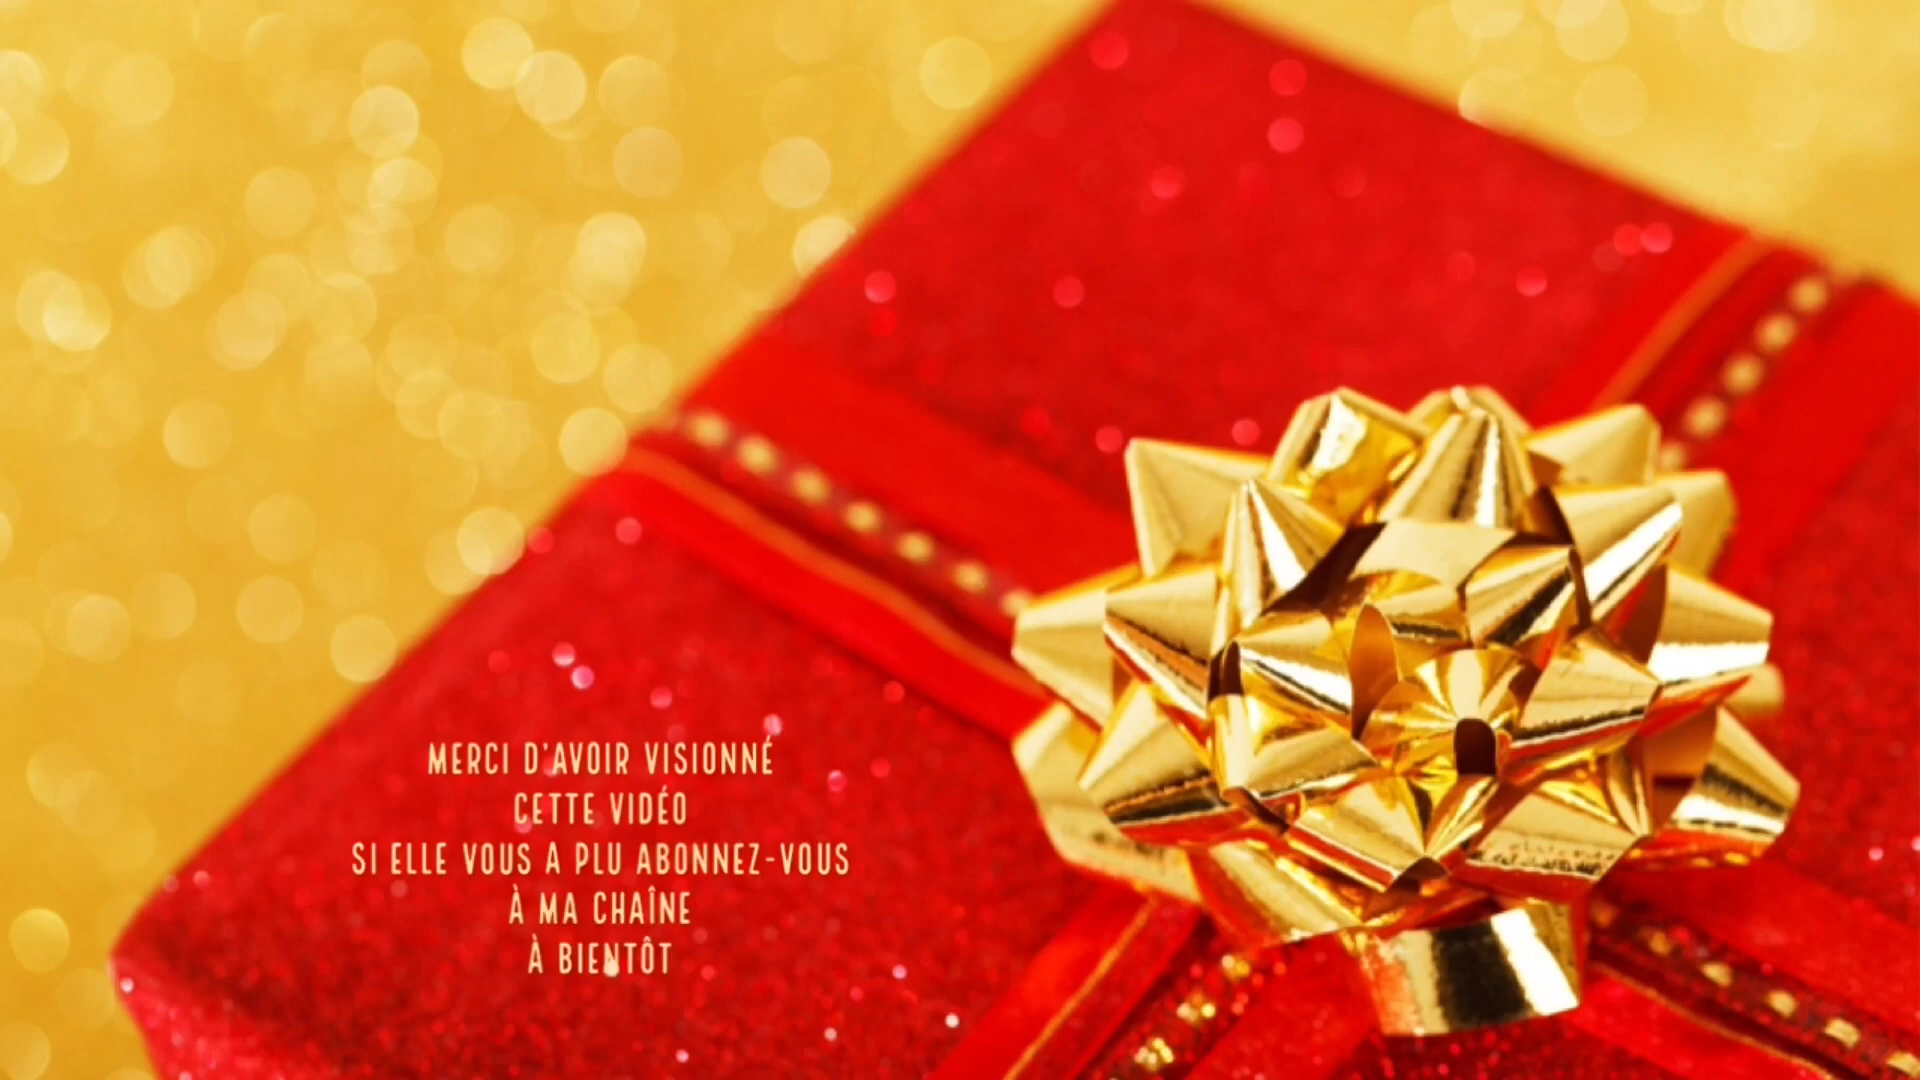 MERCI D'AVOIR VISIONNÉ
CETTE VIDÉO
SI ELLE VOUS A PLU ABONNEZ-VOUS
À MA CHAÎNE
À BIENTÔT